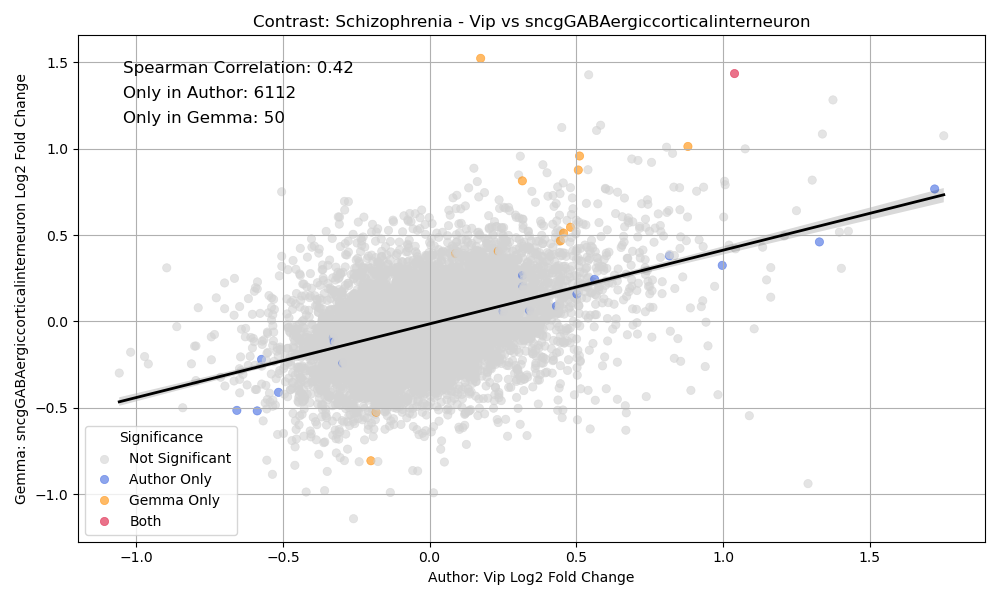 Contrast: Schizophrenia - Vip vs sncgGABAergiccorticalinterneuron
Spearman Correlation: 0.42
Only in Author: 6112
Only in Gemma: 50
Gemma: sncgGABAergiccorticalinterneuron Log2 Fold Change
1.5
1.0
0.5
0.0
−0.5
−1.0
Significance
Not Significant
Author Only
Gemma Only
Both
−1.0
−0.5
0.0
0.5
1.0
1.5
Author: Vip Log2 Fold Change